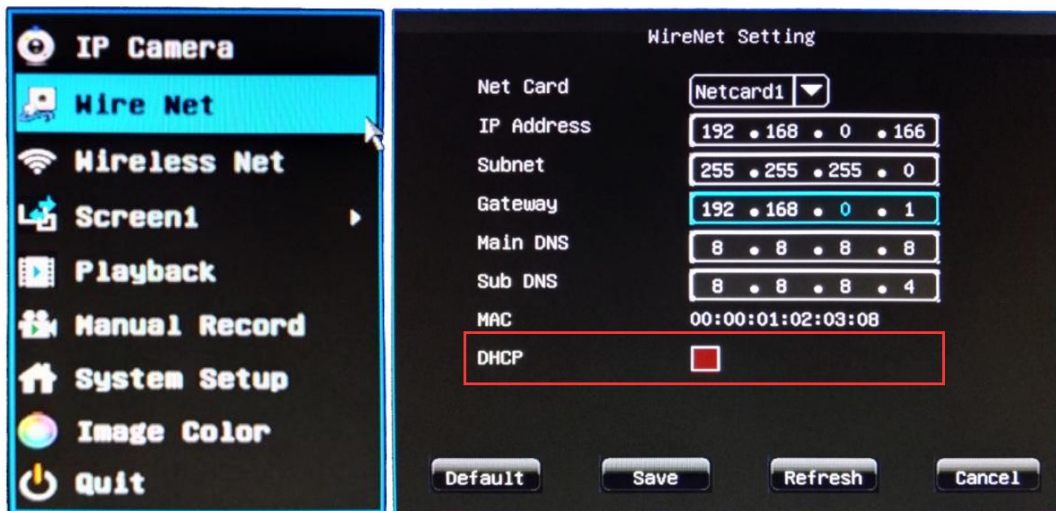 IP Camera
Wire Net
Wireless Net
Screen1
Playback
Manual Record
System Setup
Image Color
Quit
WireNet Setting
Net Card Netcard1
IP Address 192 . 168 . 0 . 166
Subnet 255 . 255 . 255 . 0
Gateway 192 . 168 . 0 . 1
Main DNS 8 . 8 . 8 . 8
Sub DNS 8 . 8 . 8 . 4
MAC 00:00:01:02:03:08
DHCP
Default Save Refresh Cancel